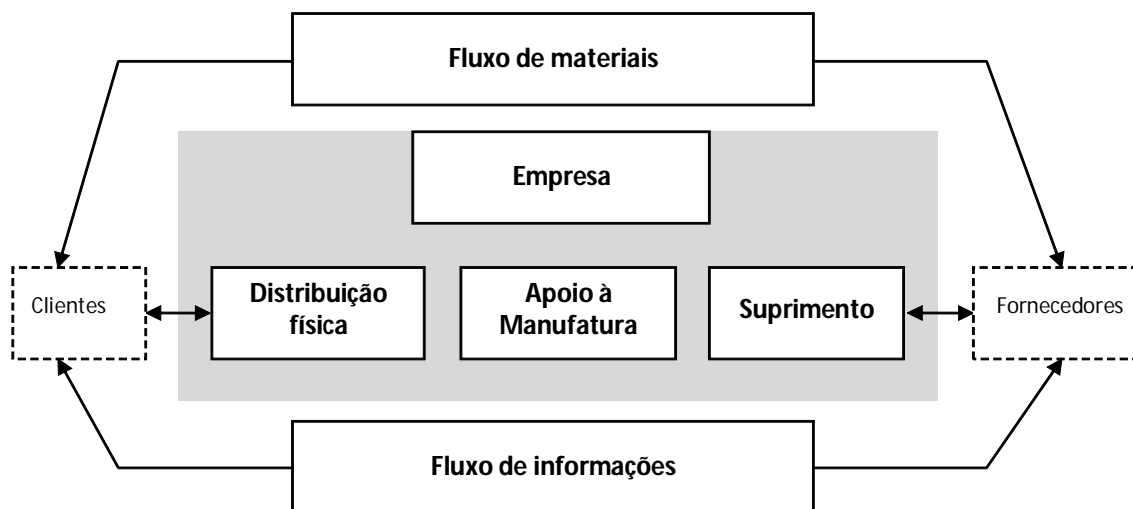 Fluxo de materiais
Empresa
Clientes
Distribuição
física
Apoio à
Manufatura
Suprimento
Fornecedores
Fluxo de informações